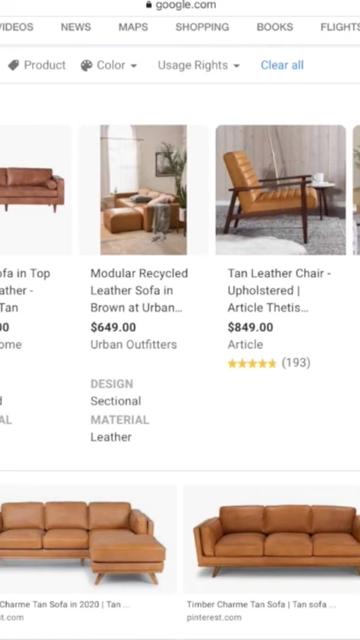 google.com
VIDEOS NEWS MAPS SHOPPING BOOKS FLIGHTS
Product Color Usage Rights Clear all
ofa in Top
ather -
Tan
00
ome
Modular Recycled
Leather Sofa in
Brown at Urban...
$649.00
Urban Outfitters
DESIGN
Sectional
MATERIAL
Leather
d
AL
Tan Leather Chair -
Upholstered |
Article Thetis...
$849.00
Article
(193)
Charme Tan Sofa in 2020 | Tan ...
st.com
Timber Charme Tan Sofa | Tan sofa ...
pinterest.com